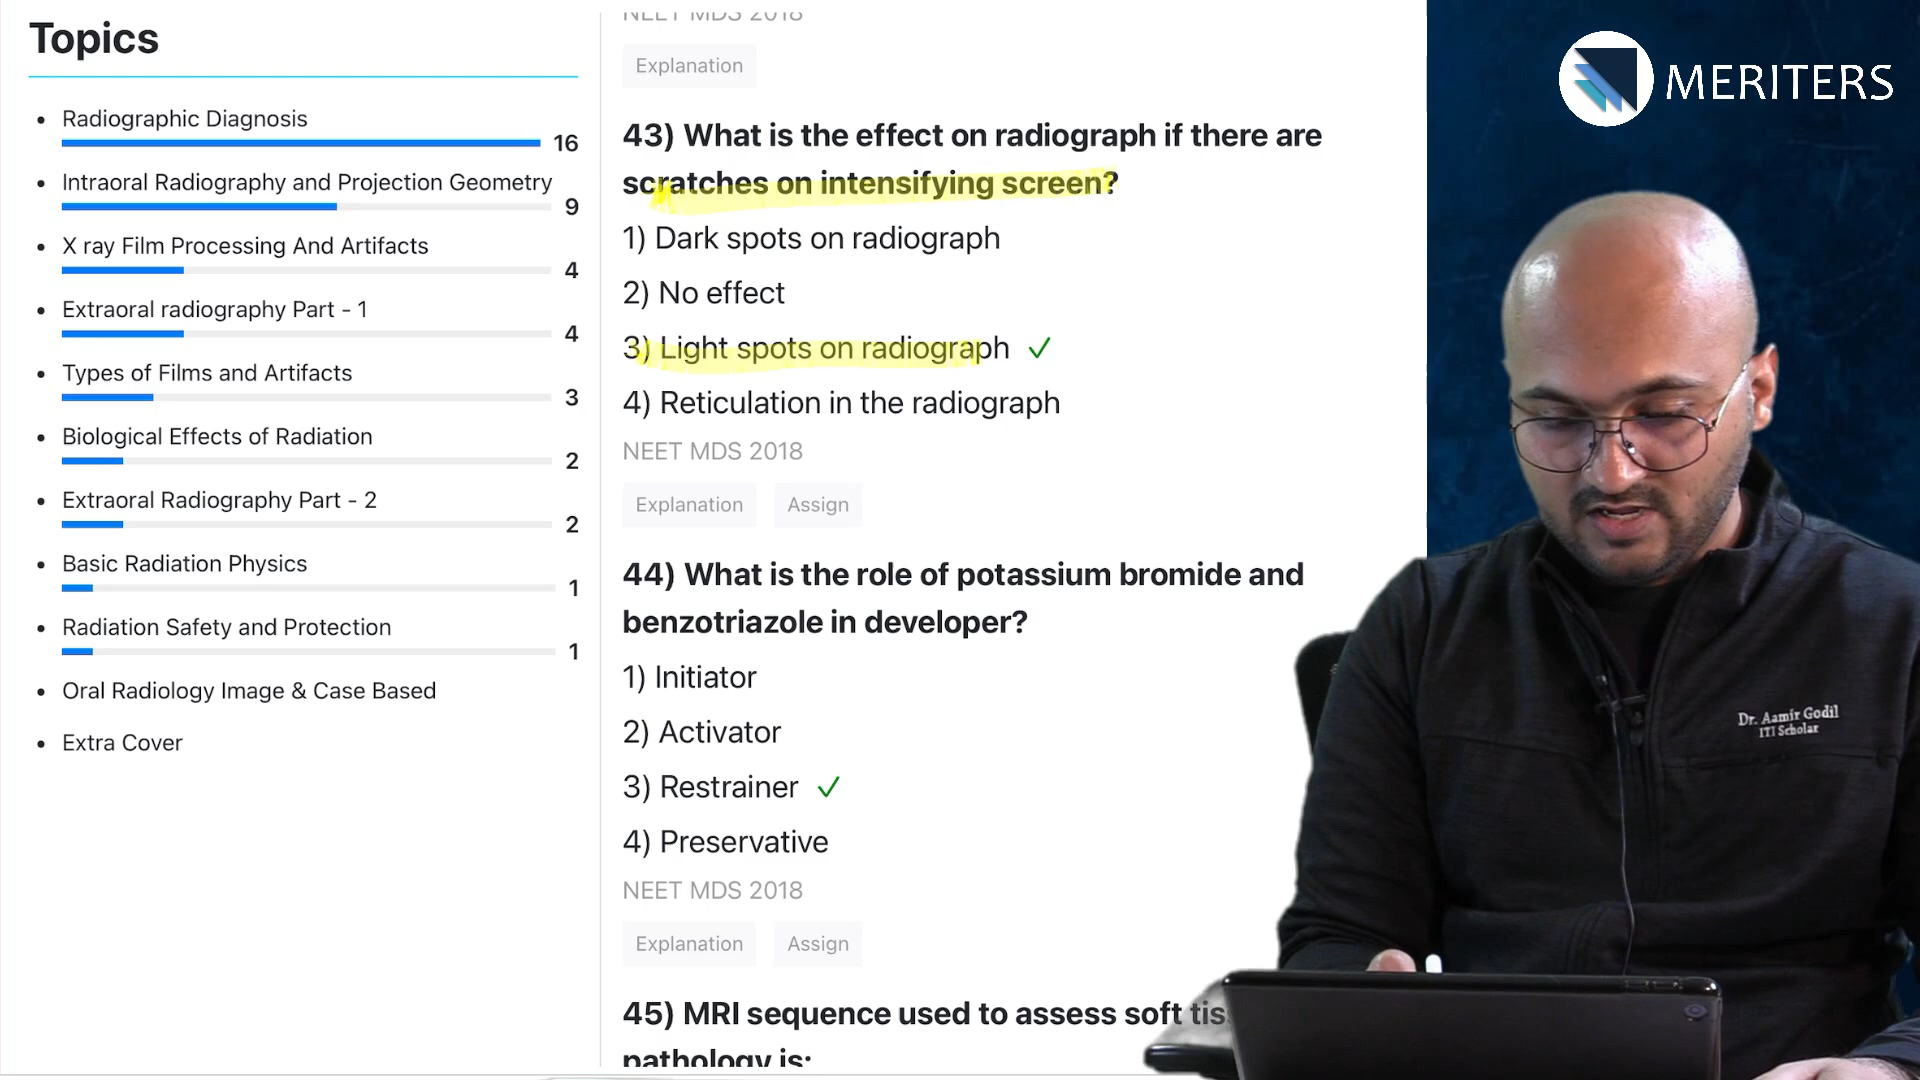 Topics
Radiographic Diagnosis
16
Intraoral Radiography and Projection Geometry
9
X ray Film Processing And Artifacts
4
Extraoral radiography Part - 1
4
Types of Films and Artifacts
3
Biological Effects of Radiation
2
Extraoral Radiography Part - 2
2
Basic Radiation Physics
1
Radiation Safety and Protection
1
Oral Radiology Image & Case Based
Extra Cover
NEET MDS 2018
Explanation
43) What is the effect on radiograph if there are
scratches on intensifying screen?
1) Dark spots on radiograph
2) No effect
3) Light spots on radiograph ✓
4) Reticulation in the radiograph
NEET MDS 2018
Explanation Assign
44) What is the role of potassium bromide and
benzotriazole in developer?
1) Initiator
2) Activator
3) Restrainer ✓
4) Preservative
NEET MDS 2018
Explanation Assign
45) MRI sequence used to assess soft
pathology is:
MERITERS
Dr. Aamir Godil
ITI Scholar